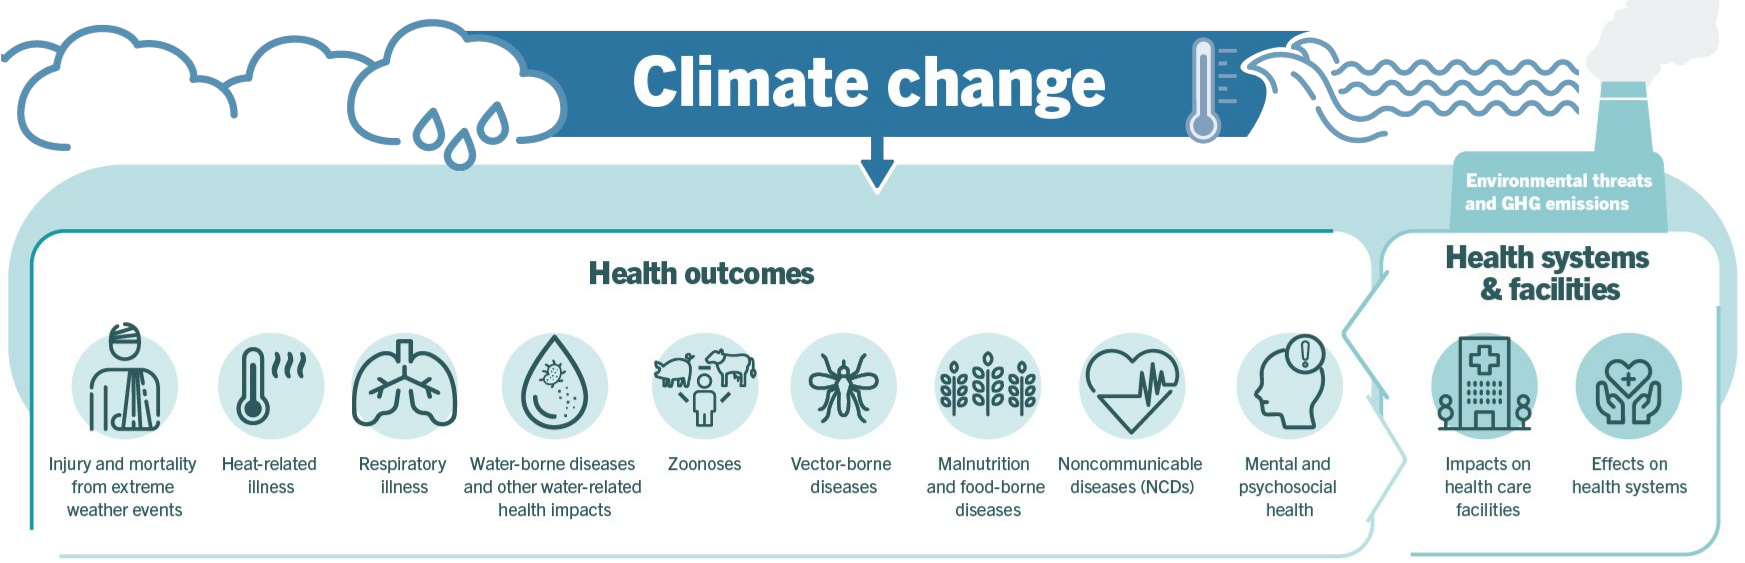 Climate change
Environmental threats
and GHG emissions
Health outcomes
Health systems
& facilities
Injury and mortality
from extreme
weather events
Heat-related
illness
Respiratory
illness
Water-borne diseases
and other water-related
health impacts
Zoonoses
Vector-borne
diseases
Malnutrition
and food-borne
diseases
Noncommunicable
diseases (NCDs)
Mental and
psychosocial
health
Impacts on
health care
facilities
Effects on
health systems